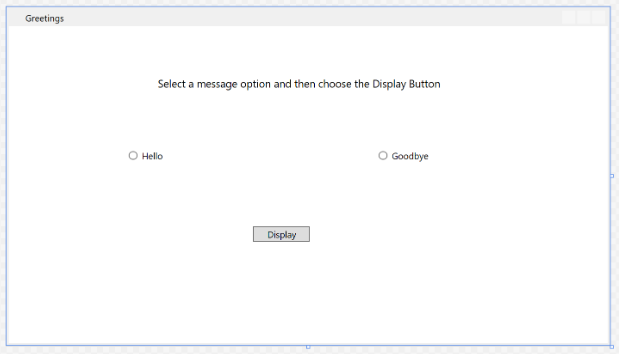 Greetings
Select a message option and then choose the Display Button
Hello
Goodbye
Display